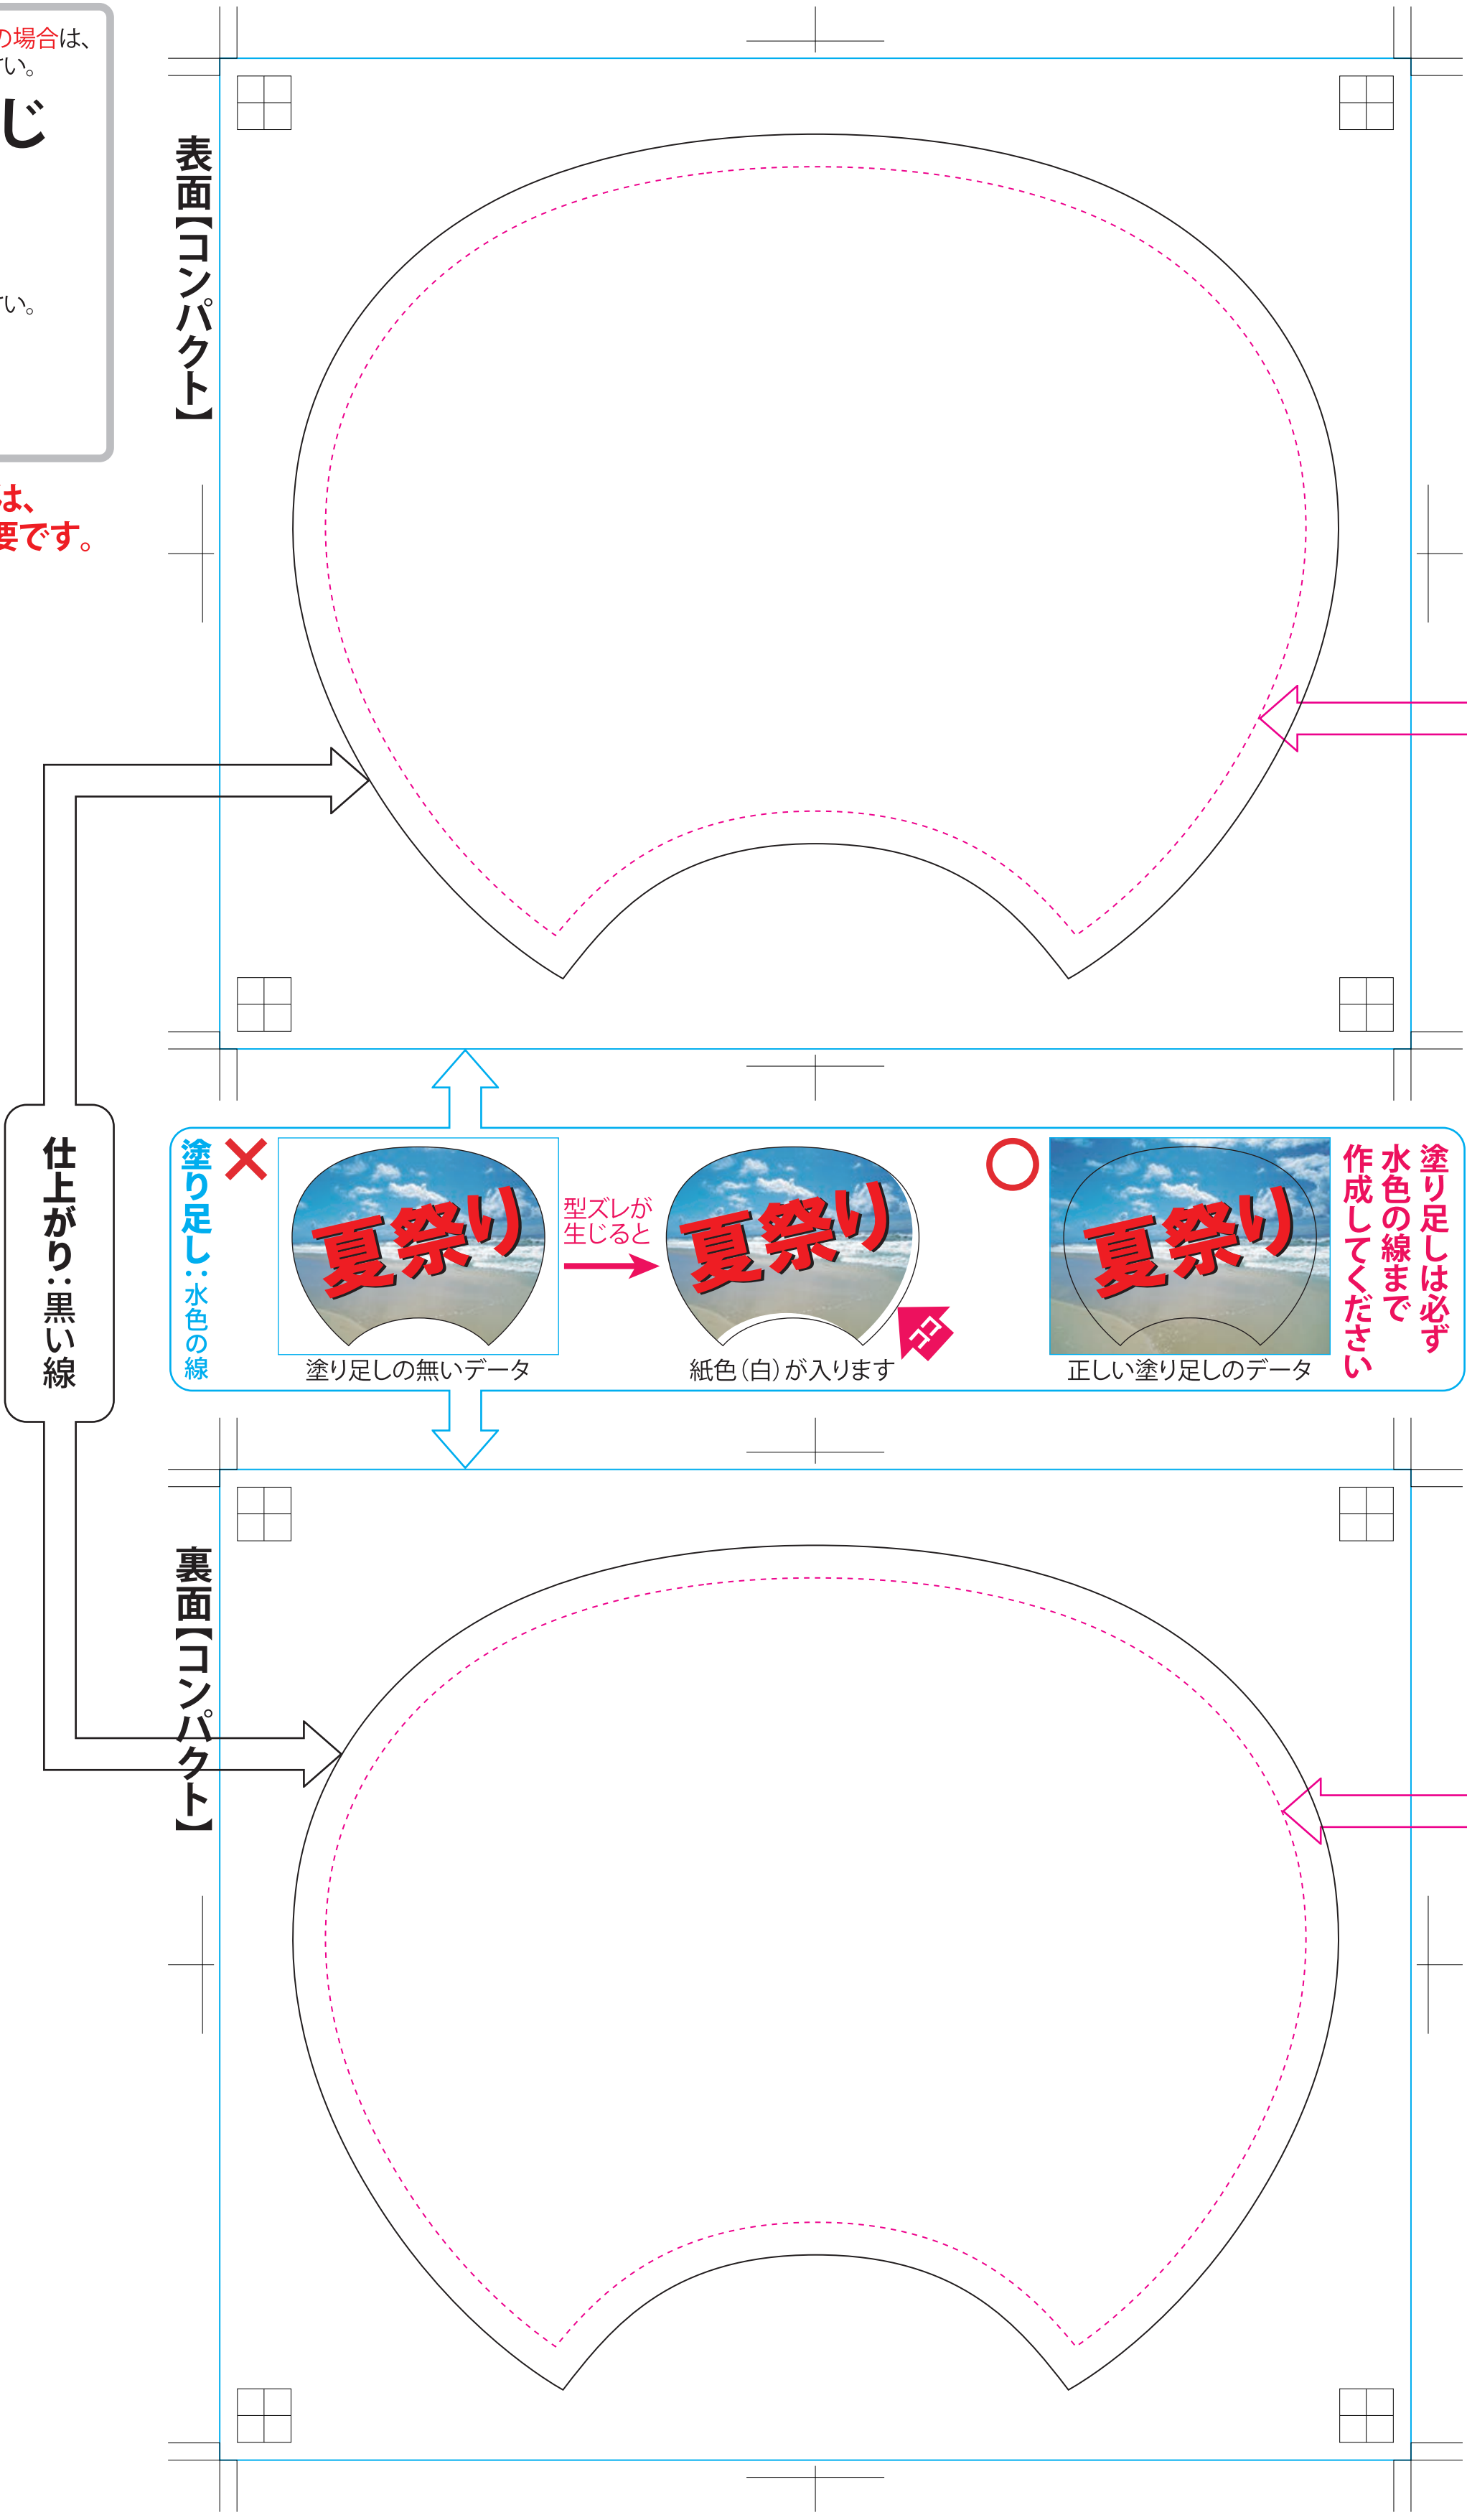 の場合は、
い。
じ
い。
は、
要です。
表面【コンパクト】
仕上がり：黒い線
塗り足し：水色の線
夏祭り
塗り足しの無いデータ
型ズレが
生じると
夏祭り
ココ
紙色（白）が入ります
夏祭り
正しい塗り足しのデータ
塗り足しは必ず
水色の線まで
作成してください
裏面【コンパクト】